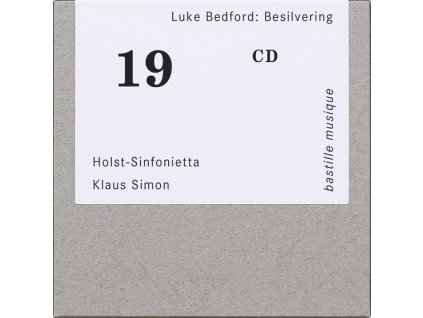 Luke Bedford: Besilvering
19
CD
Holst-Sinfonietta
Klaus Simon
bastille musique